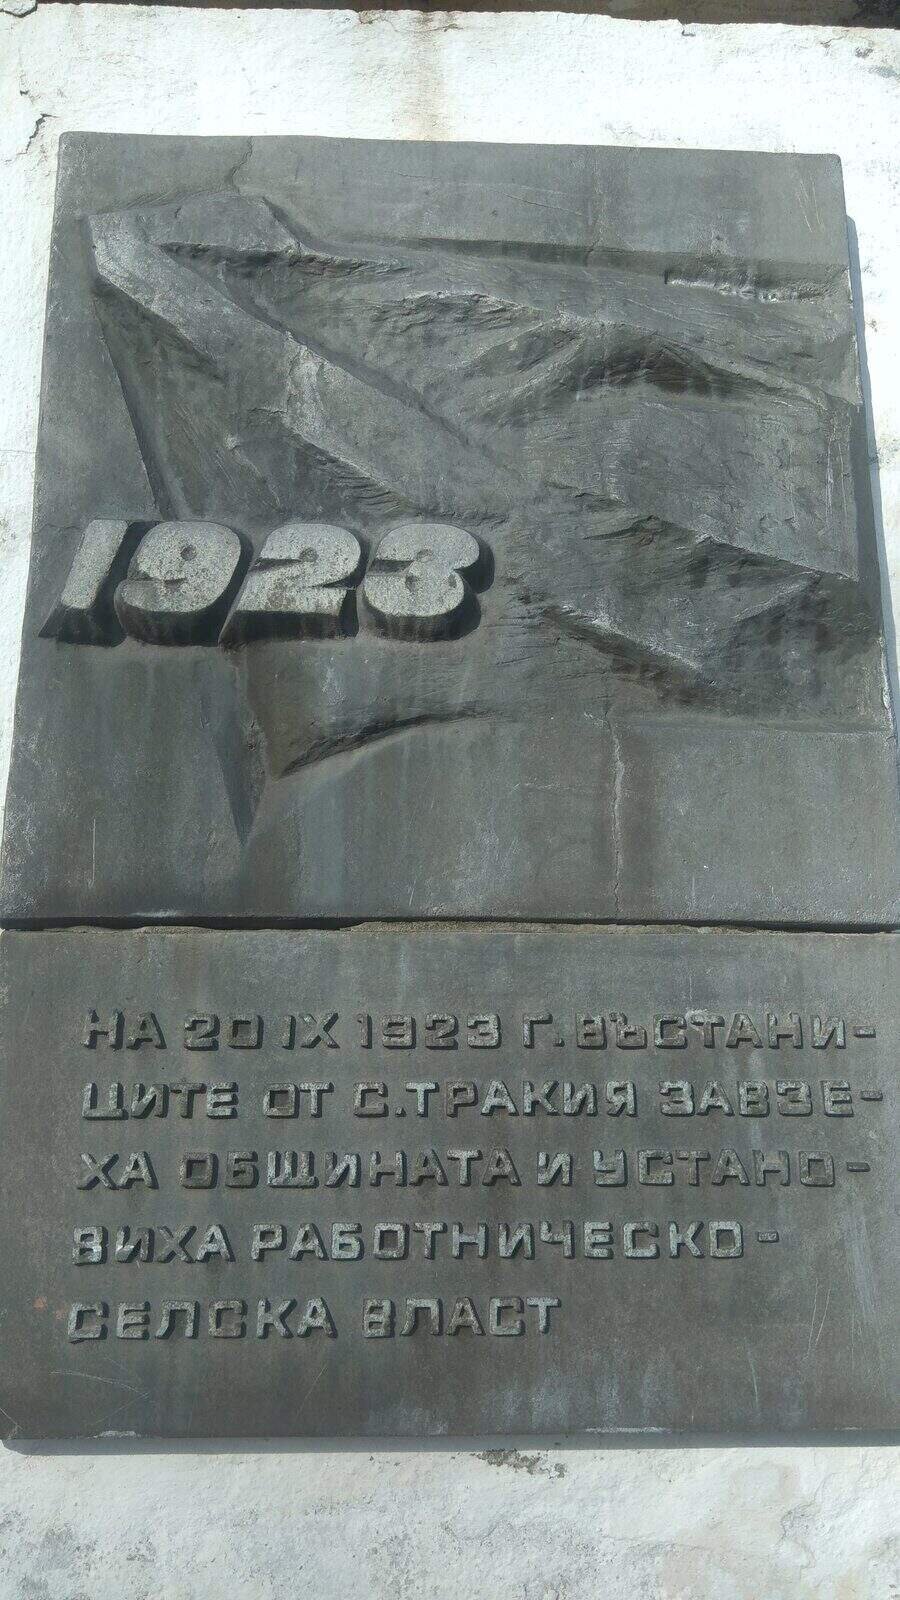 1923
НА 20 IX 1923 Г. ВЪСТАНИ-
ЦИТЕ ОТ С. ТРАКИЯ ЗАВЗЕ-
ХА ОБЩИНАТА И УСТАНО-
ВИХА РАБОТНИЧЕСКО-
СЕЛСКА ВЛАСТ